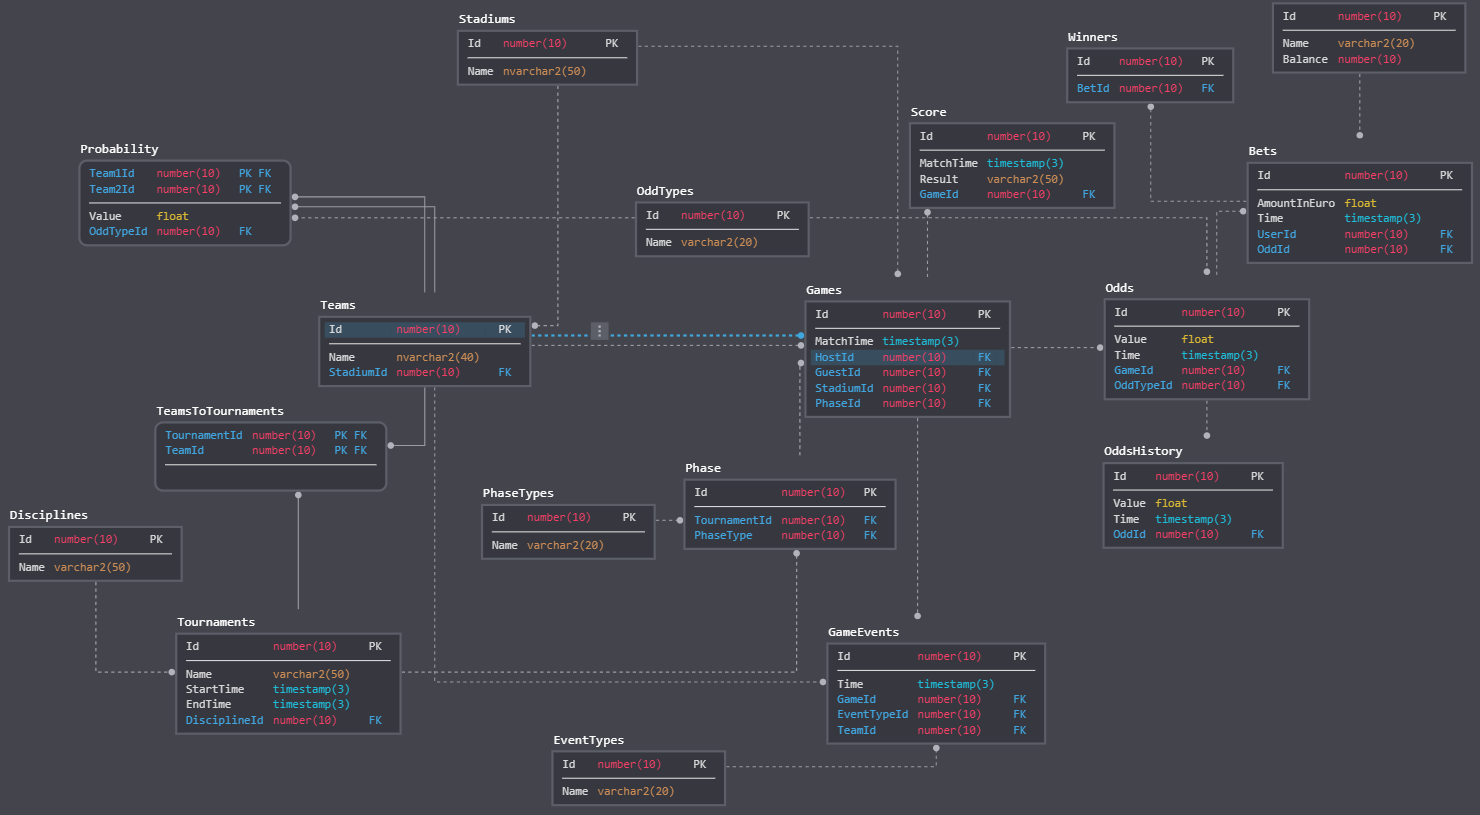 Stadiums
Id number(10) PK
Name nvarchar2(50)
Winners
Id number(10) PK
BetId number(10) FK
Id number(10) PK
Name varchar2(20)
Balance number(10)
Score
Id number(10) PK
MatchTime timestamp(3)
Result varchar2(50)
GameId number(10) FK
Probability
Team1Id number(10) PK FK
Team2Id number(10) PK FK
Value float
OddTypeId number(10) FK
OddTypes
Id number(10) PK
Name varchar2(20)
Bets
Id number(10) PK
AmountInEuro float
Time timestamp(3)
UserId number(10) FK
OddId number(10) FK
Teams
Id number(10) PK
Name nvarchar2(40)
StadiumId number(10) FK
Games
Id number(10) PK
MatchTime timestamp(3)
HostId number(10) FK
GuestId number(10) FK
StadiumId number(10) FK
PhaseId number(10) FK
Odds
Id number(10) PK
Value float
Time timestamp(3)
GameId number(10) FK
OddTypeId number(10) FK
TeamsToTournaments
TournamentId number(10) PK FK
TeamId number(10) PK FK
OddsHistory
Id number(10) PK
Value float
Time timestamp(3)
OddId number(10) FK
Phase
Id number(10) PK
TournamentId number(10) FK
PhaseType number(10) FK
PhaseTypes
Id number(10) PK
Name varchar2(20)
Disciplines
Id number(10) PK
Name varchar2(50)
Tournaments
Id number(10) PK
Name varchar2(50)
StartTime timestamp(3)
EndTime timestamp(3)
DisciplineId number(10) FK
GameEvents
Id number(10) PK
Time timestamp(3)
GameId number(10) FK
EventTypeId number(10) FK
TeamId number(10) FK
EventTypes
Id number(10) PK
Name varchar2(20)